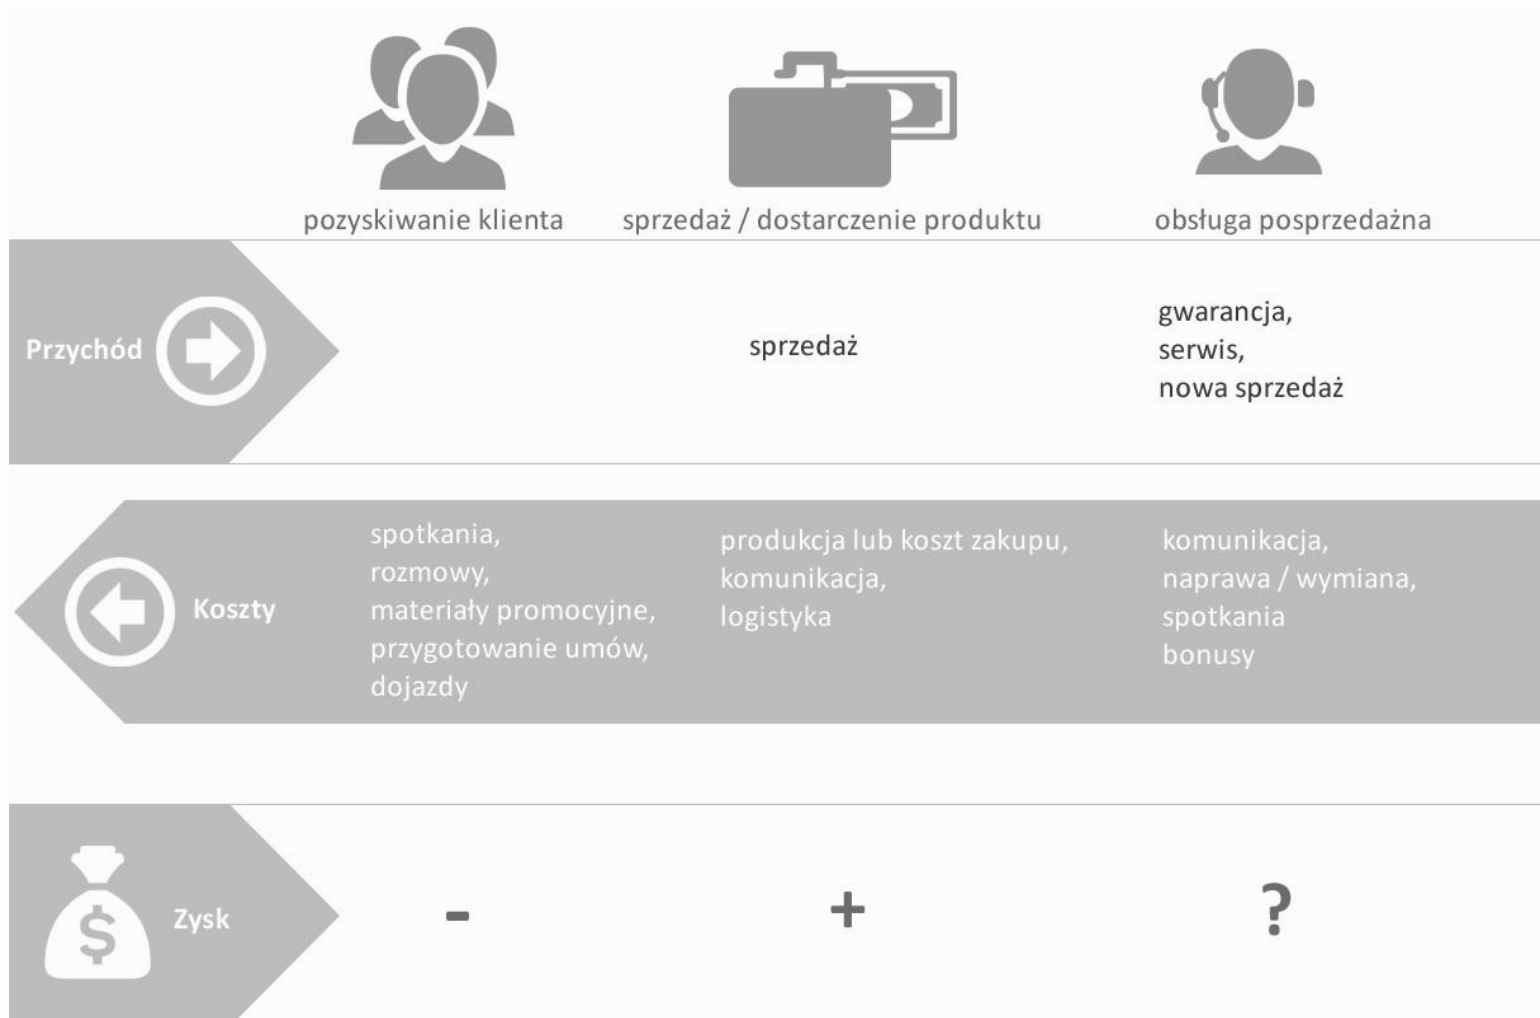 pozyskiwanie klienta
sprzedaż / dostarczenie produktu
obsługa posprzedażna
Przychód
sprzedaż
gwarancja,
serwis,
nowa sprzedaż
Koszty
spotkania,
rozmowy,
materiały promocyjne,
przygotowanie umów,
dojazdy
produkcja lub koszt zakupu,
komunikacja,
logistyka
komunikacja,
naprawa / wymiana,
spotkania
bonusy
$
Zysk
-
+
?